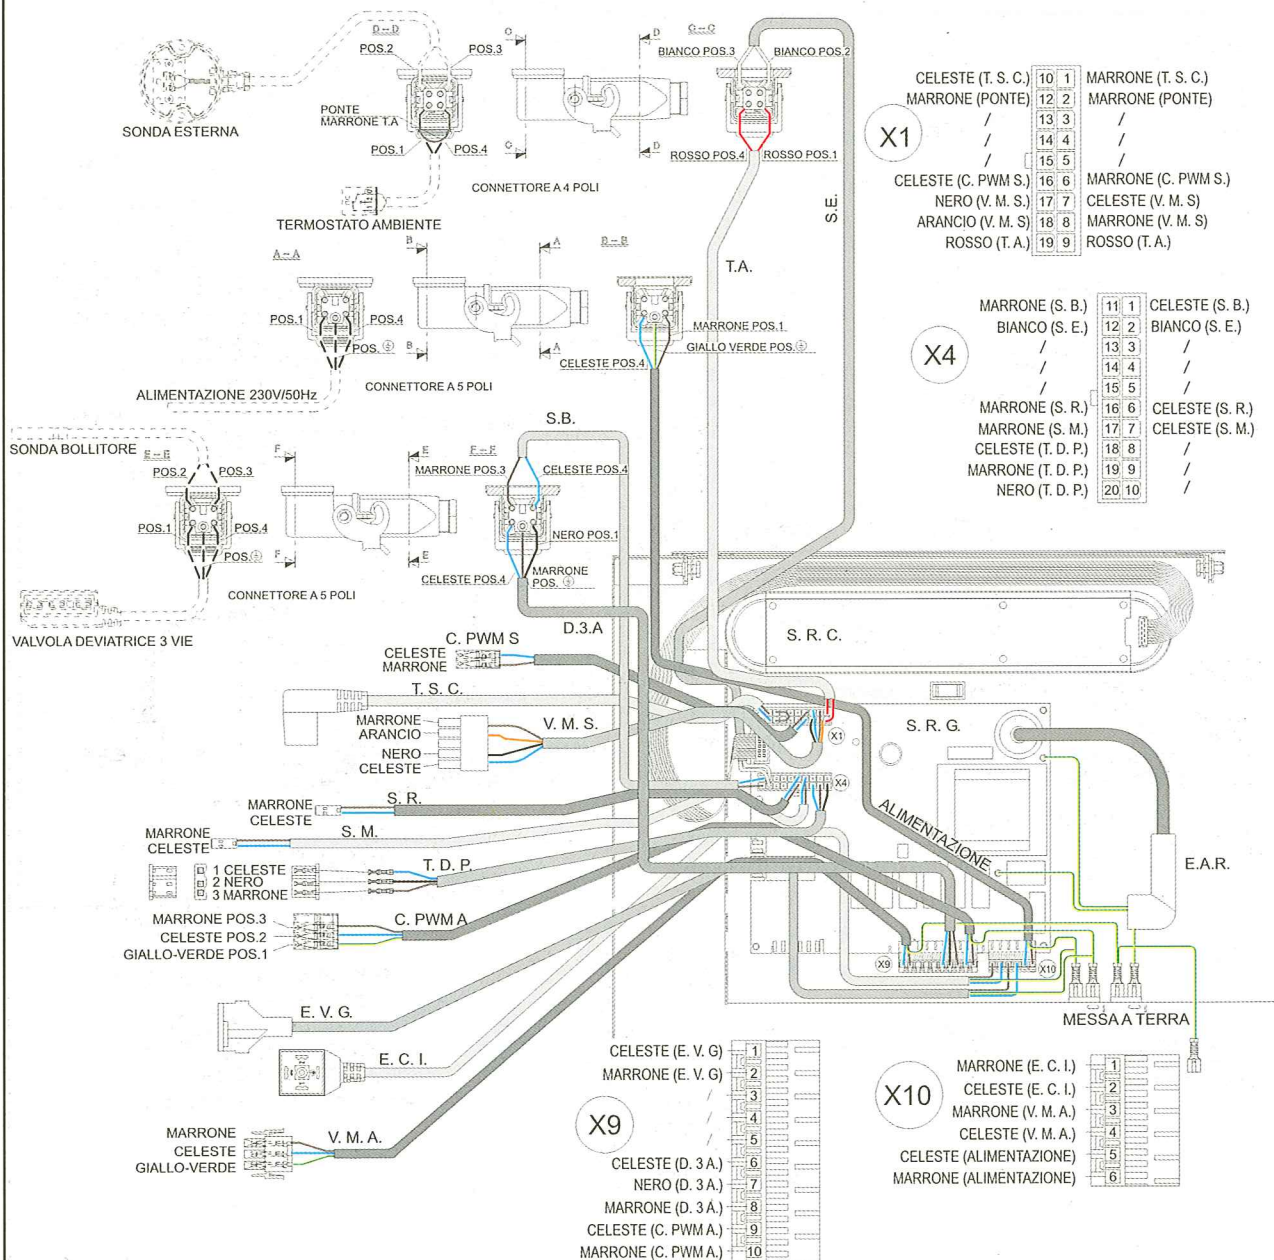 D-D
POS.2
POS.3
SONDA ESTERNA
PONTE
MARRONE T.A
POS.1
POS.4
TERMOSTATO AMBIENTE
G
D
G
D
CONNETTORE A 4 POLI
G-G
BIANCO POS.3
BIANCO POS.2
ROSSO POS.4
ROSSO POS.1
S.E.
T.A.
X1
CELESTE (T. S. C.) 10 1 MARRONE (T. S. C.)
MARRONE (PONTE) 12 2 MARRONE (PONTE)
/ 13 3 /
/ 14 4 /
/ 15 5 /
CELESTE (C. PWM S.) 16 6 MARRONE (C. PWM S.)
NERO (V. M. S.) 17 7 CELESTE (V. M. S)
ARANCIO (V. M. S) 18 8 MARRONE (V. M. S)
ROSSO (T. A.) 19 9 ROSSO (T. A.)
A-A
POS.1
POS.4
POS.
ALIMENTAZIONE 230V/50Hz
B
A
B
A
CONNETTORE A 5 POLI
B-B
MARRONE POS.1
GIALLO VERDE POS.
CELESTE POS.4
X4
MARRONE (S. B.) 11 1 CELESTE (S. B.)
BIANCO (S. E.) 12 2 BIANCO (S. E.)
/ 13 3 /
/ 14 4 /
/ 15 5 /
MARRONE (S. R.) 16 6 CELESTE (S. R.)
MARRONE (S. M.) 17 7 CELESTE (S. M.)
CELESTE (T. D. P.) 18 8 /
MARRONE (T. D. P.) 19 9 /
NERO (T. D. P.) 20 10 /
SONDA BOLLITORE
E-E
POS.2
POS.3
POS.1
POS.4
POS.
VALVOLA DEVIATRICE 3 VIE
F
E
F
E
CONNETTORE A 5 POLI
S.B.
F-F
MARRONE POS.3
CELESTE POS.4
NERO POS.1
CELESTE POS.4
MARRONE
POS.
D.3.A
S. R. C.
C. PWM S
CELESTE
MARRONE
T. S. C.
MARRONE
ARANCIO
NERO
CELESTE
V. M. S.
X1
S. R. G.
X4
MARRONE
CELESTE
S. R.
MARRONE
CELESTE
S. M.
1 CELESTE
2 NERO
3 MARRONE
T. D. P.
ALIMENTAZIONE
E.A.R.
MARRONE POS.3
CELESTE POS.2
GIALLO-VERDE POS.1
C. PWM A
X9
X10
E. V. G.
MESSA A TERRA
E. C. I.
MARRONE
CELESTE
GIALLO-VERDE
V. M. A.
X9
CELESTE (E. V. G) 1
MARRONE (E. V. G) 2
/ 3
/ 4
/ 5
CELESTE (D. 3 A.) 6
NERO (D. 3 A.) 7
MARRONE (D. 3 A.) 8
CELESTE (C. PWM A.) 9
MARRONE (C. PWM A.) 10
X10
MARRONE (E. C. I.) 1
CELESTE (E. C. I.) 2
MARRONE (V. M. A.) 3
CELESTE (V. M. A.) 4
CELESTE (ALIMENTAZIONE) 5
MARRONE (ALIMENTAZIONE) 6